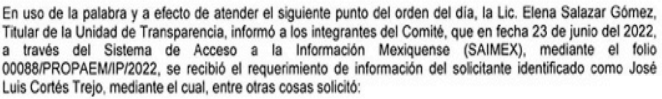 En uso de la palabra y a efecto de atender el siguiente punto del orden del día, la Lic. Elena Salazar Gómez,
Titular de la Unidad de Transparencia, informó a los integrantes del Comité, que en fecha 23 de junio del 2022,
a través del Sistema de Acceso a la Información Mexiquense (SAIMEX), mediante el folio
00088/PROPAEM/IP/2022, se recibió el requerimiento de información del solicitante identificado como José
Luis Cortés Trejo, mediante el cual, entre otras cosas solicitó: